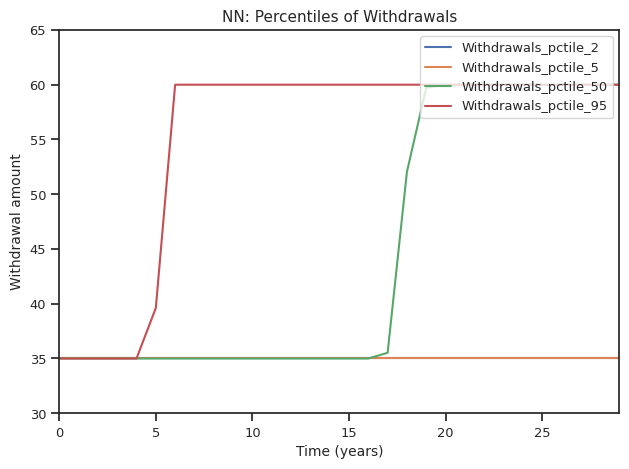 NN: Percentiles of Withdrawals
65
60
55
50
45
40
35
30
Withdrawal amount
Withdrawals_pctile_2
Withdrawals_pctile_5
Withdrawals_pctile_50
Withdrawals_pctile_95
0 5 10 15 20 25
Time (years)